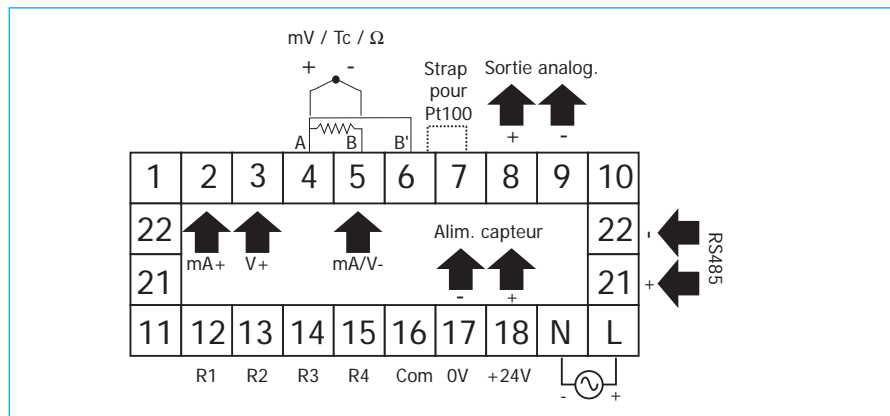 mV / Tc / Ω
+ -
Strap pour Pt100
Sortie analog.
+ -
A B B'
1 2 3 4 5 6 7 8 9 10
22 22 -
mA+ V+ mA/V-
Alim. capteur
RS485
21 21 +
- +
11 12 13 14 15 16 17 18 N L
R1 R2 R3 R4 Com 0V +24V
- +